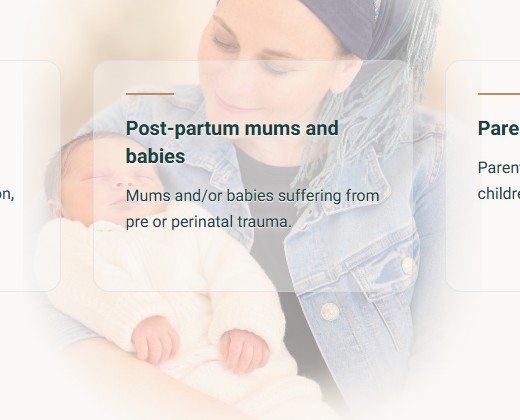 Post-partum mums and
babies
Mums and/or babies suffering from
pre or perinatal trauma.
on,
Pare
Parent
childre